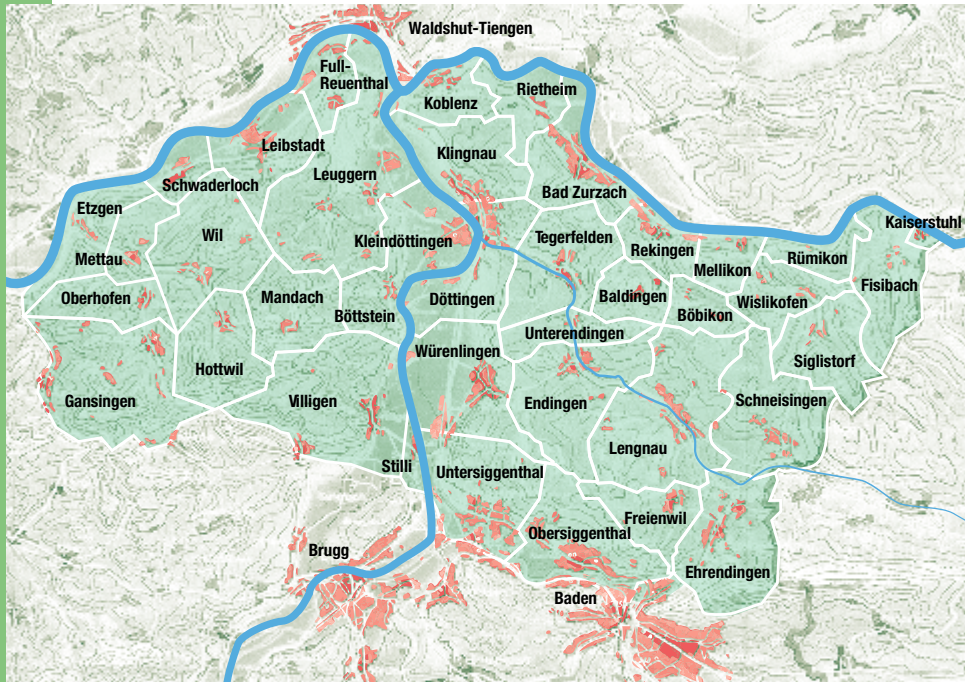 Waldshut-Tiengen
Full-
Reuenthal
Koblenz
Rietheim
Leibstadt
Klingnau
Leuggern
Schwaderloch
Bad Zurzach
Etzgen
Kaiserstuhl
Wil
Kleindöttingen
Tegerfelden
Rekingen
Mettau
Mellikon
Rümikon
Oberhofen
Mandach
Döttingen
Baldingen
Wislikofen
Fisibach
Böttstein
Böbikon
Unterendingen
Würenlingen
Siglistorf
Hottwil
Gansingen
Villigen
Endingen
Schneisingen
Lengnau
Stilli
Untersiggenthal
Freienwil
Obersiggenthal
Brugg
Ehrendingen
Baden